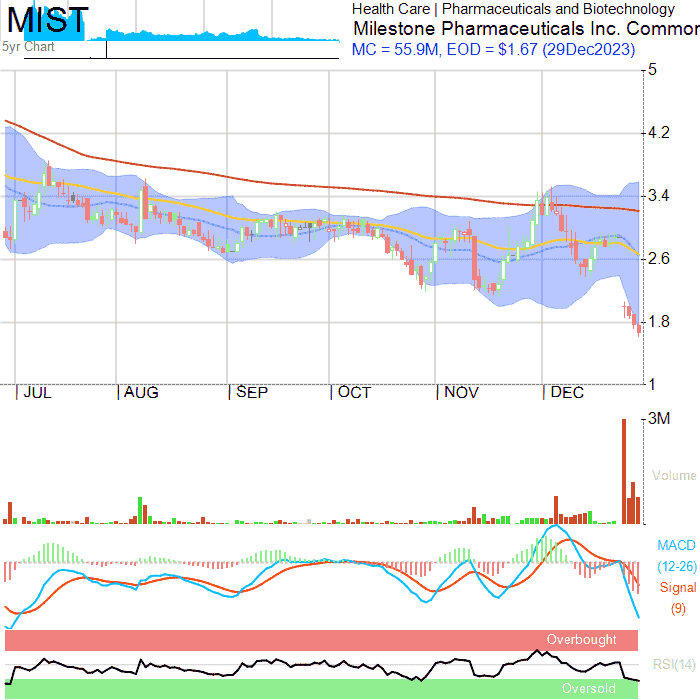 MIST
5yr Chart
Health Care | Pharmaceuticals and Biotechnology
Milestone Pharmaceuticals Inc. Common
MC = 55.9M, EOD = $1.67 (29Dec2023)
5
4.2
3.4
2.6
1.8
1
JUL AUG SEP OCT NOV DEC
3M
Volume
MACD
(12-26)
Signal
(9)
Overbought
RSI(14)
Oversold